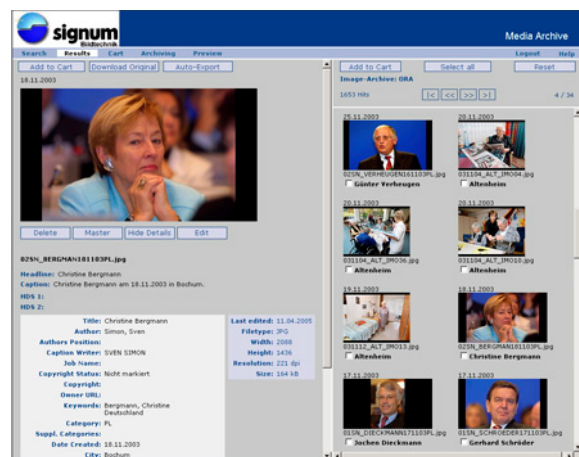 signum
Bildtechnik
Media Archive
Search Results Cart Archiving Preview Logout Help
Add to Cart Download Original Auto-Export
18.11.2003
Delete Master Hide Details Edit
02SN_BERGMAN181103PL.jpg
Headline: Christine Bergmann
Caption: Christine Bergmann am 18.11.2003 in Bochum.
HDS 1:
HDS 2:
Title: Christine Bergmann
Author: Simon, Sven
Authors Position:
Caption Writer: SVEN SIMON
Job Name:
Copyright Status: Nicht markiert
Copyright:
Owner URL:
Keywords: Bergmann, Christine
Deutschland
Category: PL
Suppl. Categories:
Date Created: 18.11.2003
City: Bochum
Last edited: 11.04.2005
Filetype: JPG
Width: 2088
Height: 1436
Resolution: 221 dpi
Size: 164 kB
Add to Cart Select all Reset
Image-Archive: ORA
1653 Hits |< << >> >| 4 / 34
25.11.2003 20.11.2003
02SN_VERHEUGEN161103PL.jpg 031104_ALT_IMO04.jpg
Günter Verheugen Altenheim
20.11.2003 20.11.2003
031104_ALT_IMO36.jpg 031104_ALT_IMO10.jpg
Altenheim Altenheim
19.11.2003 18.11.2003
031112_ALT_IMO13.jpg 02SN_BERGMAN181103PL.jpg
Altenheim Christine Bergmann
17.11.2003 17.11.2003
01SN_DIECKMANN171103PL.jpg 01SN_SCHROEDER171103PL.jpg
Jochen Dieckmann Gerhard Schröder